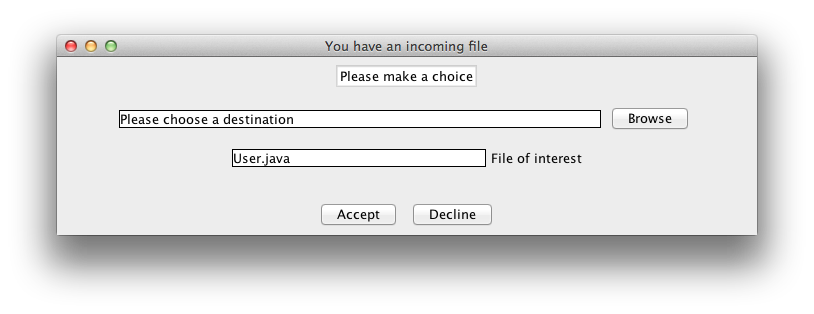 You have an incoming file
Please make a choice
Please choose a destination Browse
User.java File of interest
Accept Decline